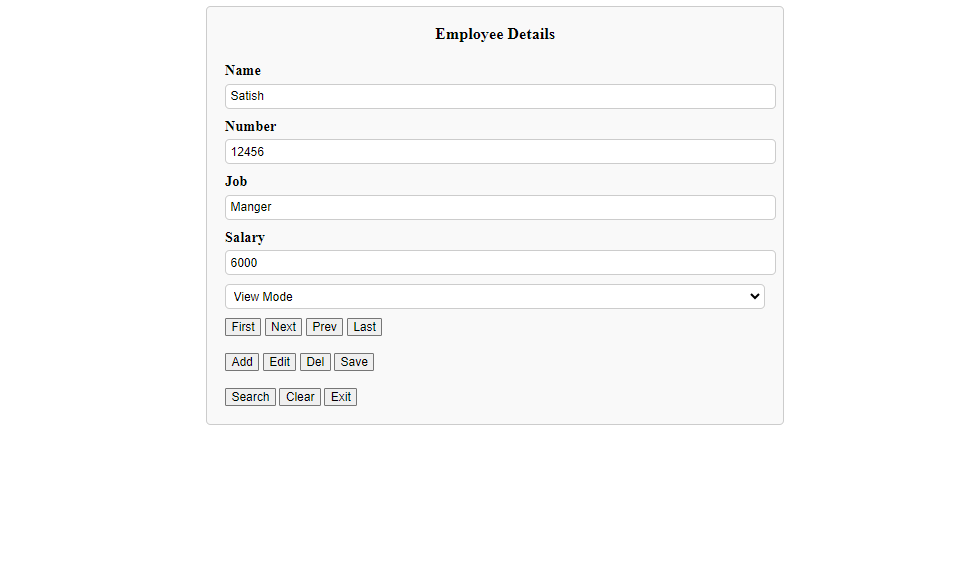 Employee Details
Name
Satish
Number
12456
Job
Manger
Salary
6000
View Mode
First Next Prev Last
Add Edit Del Save
Search Clear Exit